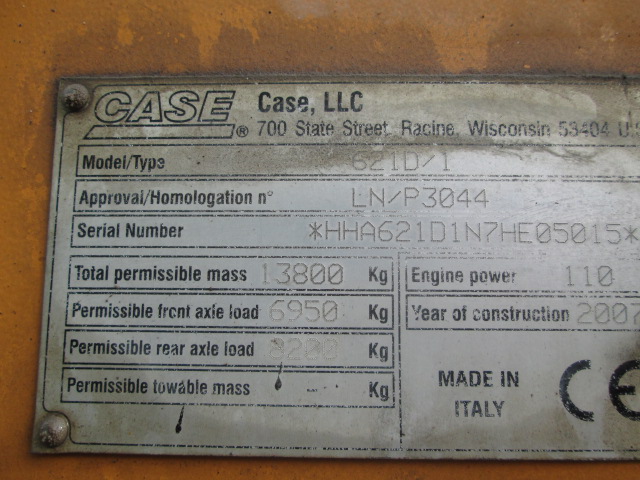 CASE ® Case, LLC
700 State Street, Racine, Wisconsin 53404 U.S
Model/Type 621D/1
Approval/Homologation n° LN/P3044
Serial Number *HHA621D1N7HE05015*
Total permissible mass 13800 Kg
Engine power 110
Permissible front axle load 6950 Kg
Year of construction 2007
Permissible rear axle load 8200 Kg
Permissible towable mass -- Kg
MADE IN
ITALY
CE